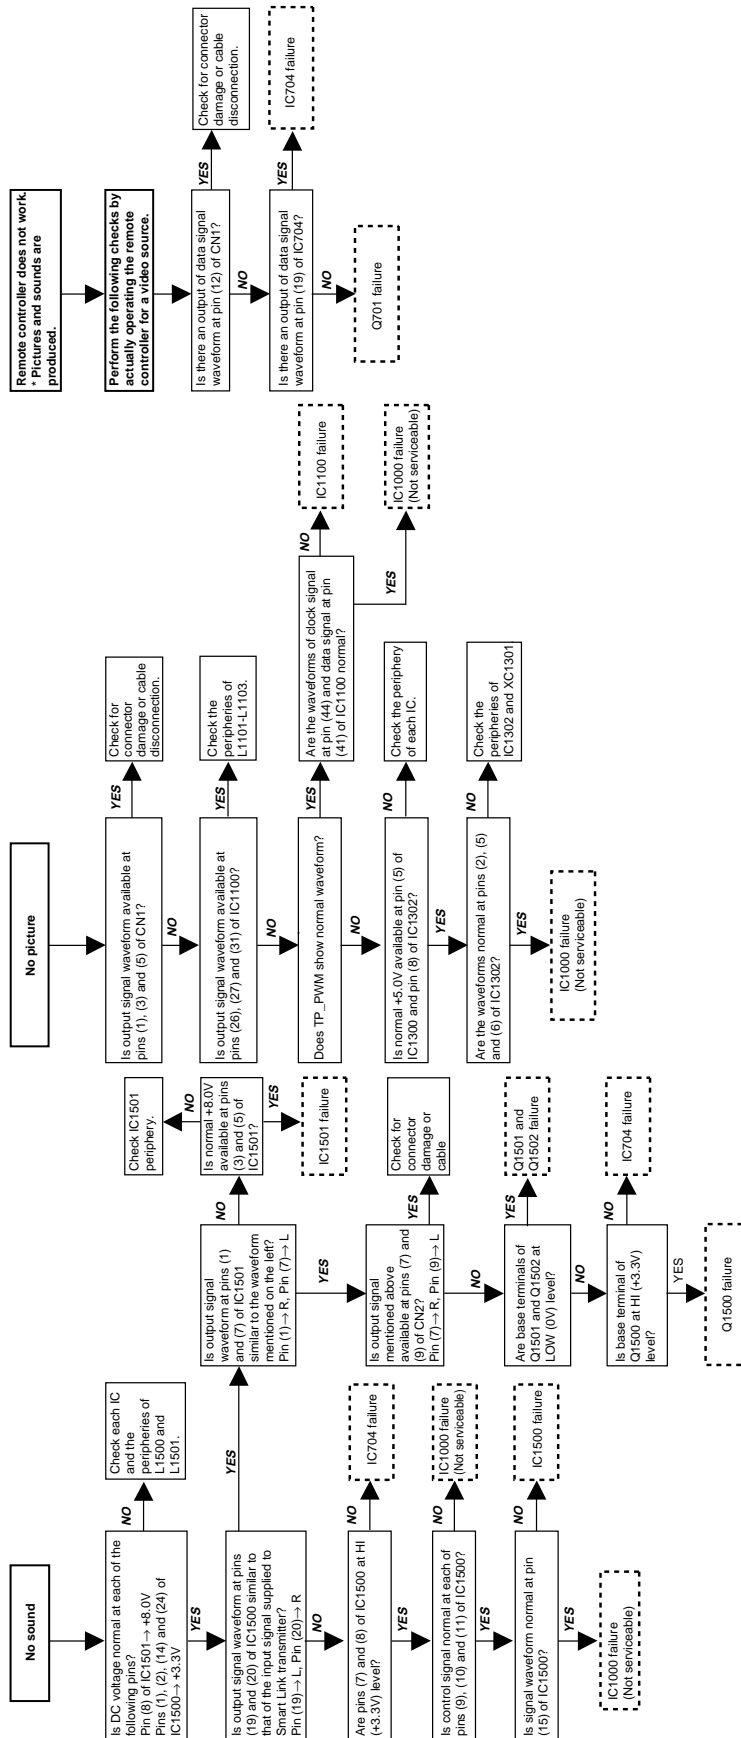 No sound
Is DC voltage normal at each of the
following pins?
Pin (8) of IC1501→ +8.0V
Pins (1), (2), (14) and (24) of
IC1500→ +3.3V
NO
Check each IC
and the
peripheries of
L1500 and
L1501.
YES
Is output signal waveform at pins
(19) and (20) of IC1500 similar to
that of the input signal supplied to
Smart Link transmitter?
Pin (19)→ L, Pin (20)→ R
YES
Is output signal
waveform at pins (1)
and (7) of IC1501
similar to the waveform
mentioned on the left?
Pin (1)→ R, Pin (7)→ L
NO
Is normal +8.0V
available at pins
(3) and (5) of
IC1501?
NO
Check IC1501
periphery.
YES
IC1501 failure
YES
Is output signal
mentioned above
available at pins (7) and
(9) of CN2?
Pin (7)→ R, Pin (9)→ L
YES
Check for
connector
damage or
cable
NO
Are base terminals of
Q1501 and Q1502 at
LOW (0V) level?
YES
Q1501 and
Q1502 failure
NO
Is base terminal of
Q1500 at HI (+3.3V)
level?
NO
IC704 failure
YES
Q1500 failure
NO
Are pins (7) and (8) of IC1500 at HI
(+3.3V) level?
NO
IC704 failure
YES
Is control signal normal at each of
pins (9), (10) and (11) of IC1500?
NO
IC1000 failure
(Not serviceable)
YES
Is signal waveform normal at pin
(15) of IC1500?
NO
IC1500 failure
YES
IC1000 failure
(Not serviceable)
No picture
Is output signal waveform available at
pins (1), (3) and (5) of CN1?
YES
Check for
connector
damage or cable
disconnection.
NO
Is output signal waveform available at
pins (26), (27) and (31) of IC1100?
YES
Check the
peripheries of
L1101-L1103.
NO
Does TP_PWM show normal waveform?
YES
Are the waveforms of clock signal
at pin (44) and data signal at pin
(41) of IC1100 normal?
NO
IC1100 failure
YES
IC1000 failure
(Not serviceable)
NO
Is normal +5.0V available at pin (5) of
IC1300 and pin (8) of IC1302?
NO
Check the periphery
of each IC.
YES
Are the waveforms normal at pins (2), (5)
and (6) of IC1302?
NO
Check the
peripheries of
IC1302 and XC1301.
YES
IC1000 failure
(Not serviceable)
Remote controller does not work.
* Pictures and sounds are
produced.
Perform the following checks by
actually operating the remote
controller for a video source.
Is there an output of data signal
waveform at pin (12) of CN1?
YES
Check for connector
damage or cable
disconnection.
NO
Is there an output of data signal
waveform at pin (19) of IC704?
YES
IC704 failure
NO
Q701 failure